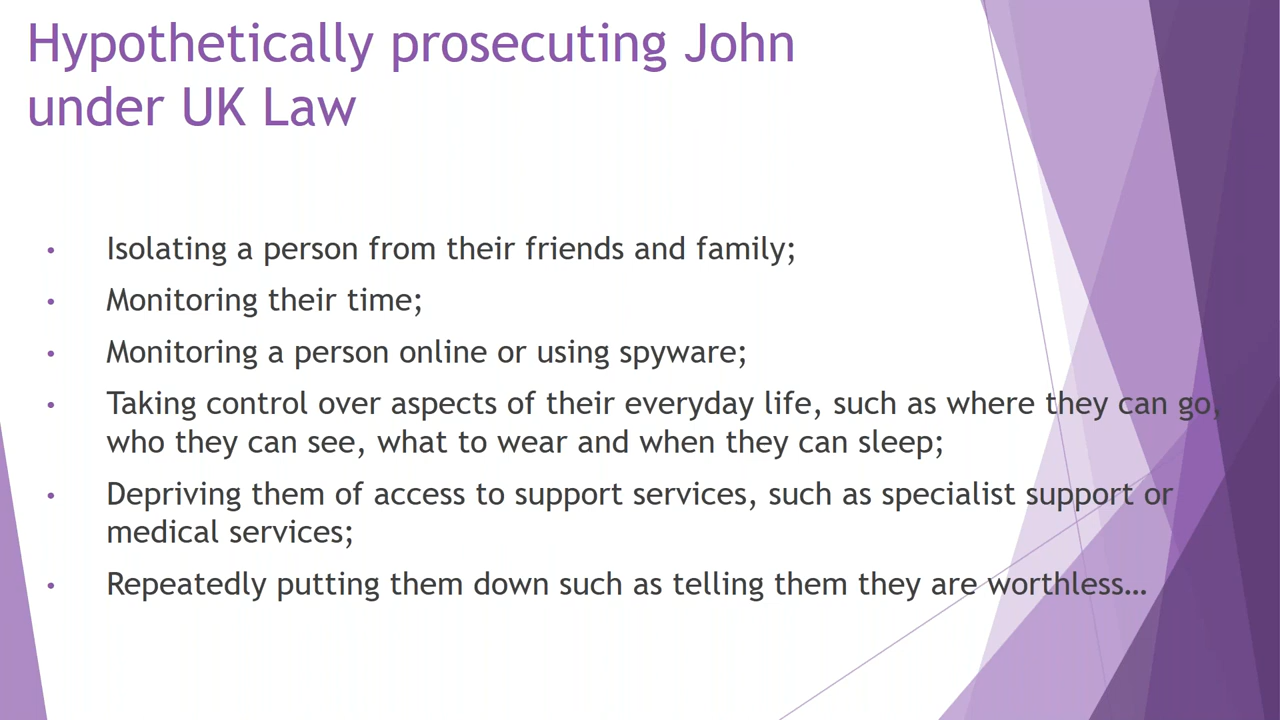 Hypothetically prosecuting John
under UK Law
• Isolating a person from their friends and family;
• Monitoring their time;
• Monitoring a person online or using spyware;
• Taking control over aspects of their everyday life, such as where they can go,
who they can see, what to wear and when they can sleep;
• Depriving them of access to support services, such as specialist support or
medical services;
• Repeatedly putting them down such as telling them they are worthless…